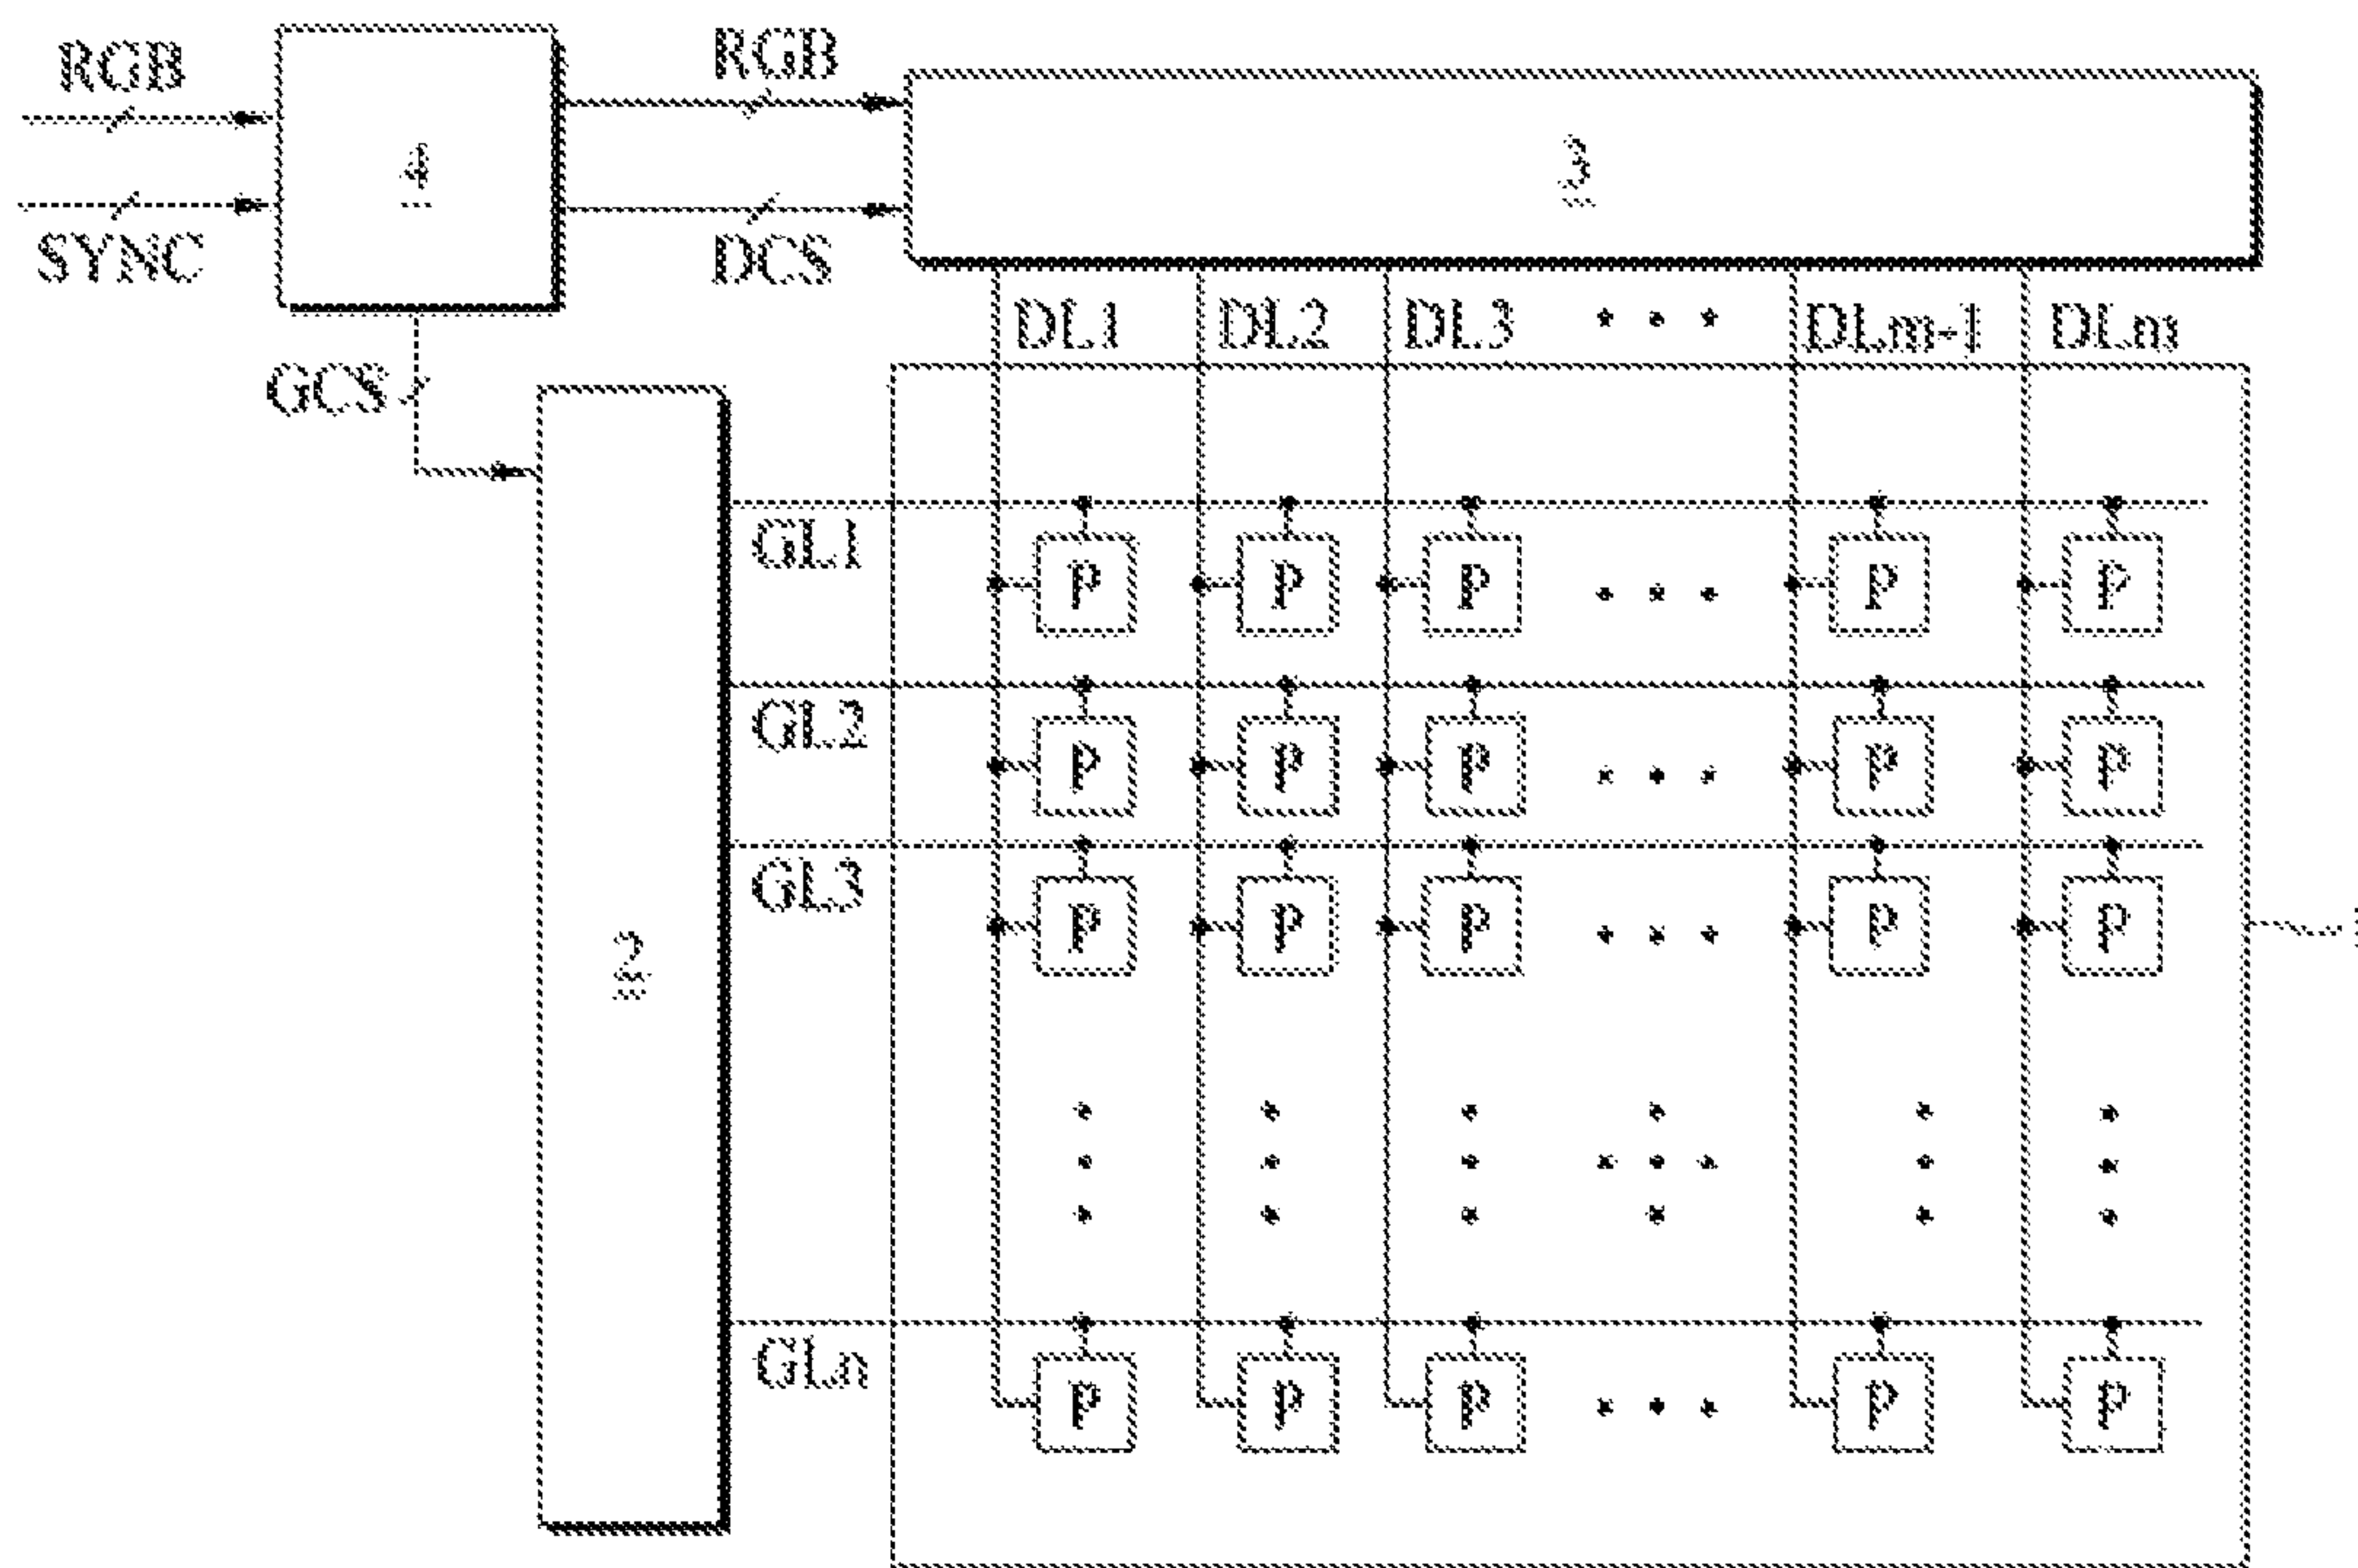 RGB
RGB
4
3
SYNC
DCS
DL1 DL2 DL3 • • • DLm-1 DLm
GCS
GL1
P P P • • • P P
GL2
P P P • • • P P
GL3
P P P • • • P P
2
GLn
P P P • • • P P